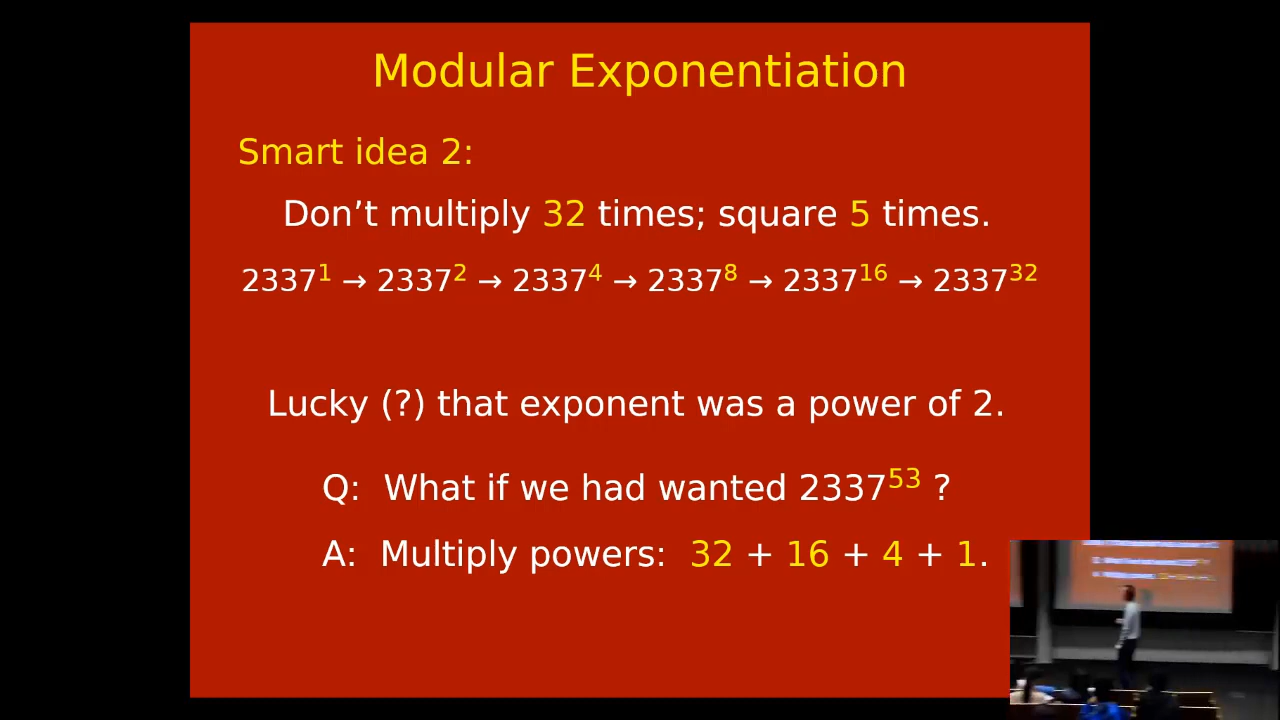 Modular Exponentiation
Smart idea 2:
Don’t multiply 32 times; square 5 times.
2337¹ → 2337² → 2337⁴ → 2337⁸ → 2337¹⁶ → 2337³²
Lucky (?) that exponent was a power of 2.
Q: What if we had wanted 2337⁵³ ?
A: Multiply powers: 32 + 16 + 4 + 1.